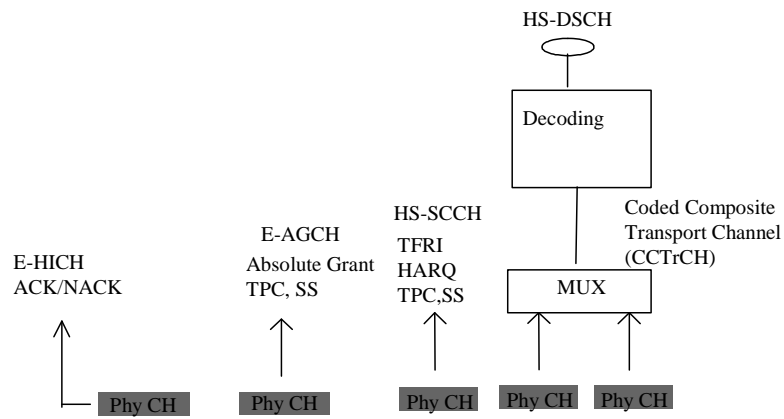 HS-DSCH
Decoding
HS-SCCH
TFRI
HARQ
TPC,SS
Coded Composite
Transport Channel
(CCTrCH)
E-AGCH
Absolute Grant
TPC, SS
E-HICH
ACK/NACK
MUX
Phy CH
Phy CH
Phy CH
Phy CH
Phy CH